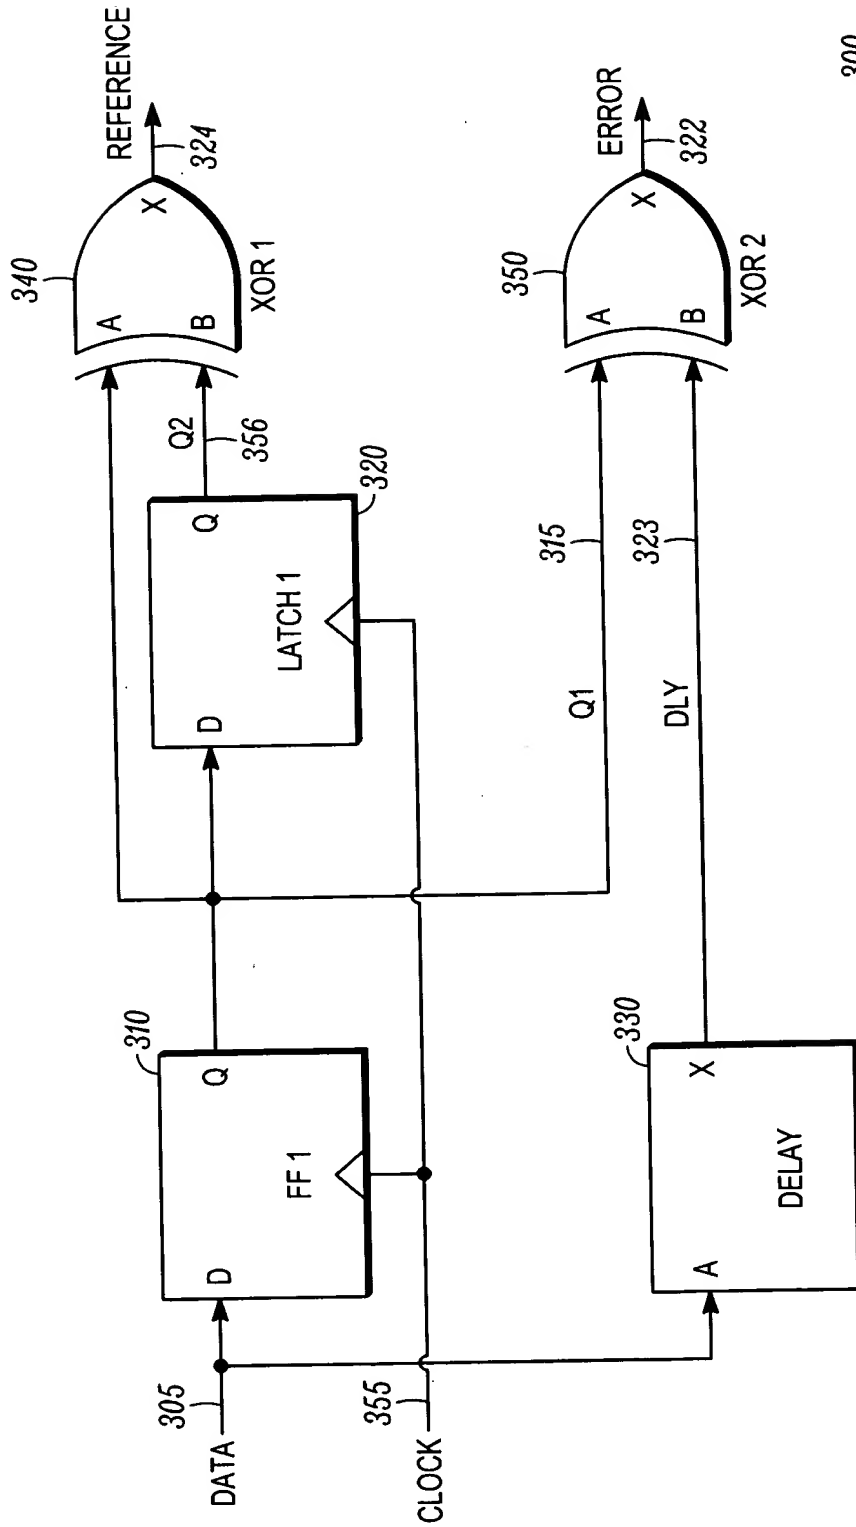 REFERENCE
324
340
A
X
B
XOR 1
Q2
356
320
D
Q
LATCH 1
310
D
Q
FF 1
305
DATA
355
CLOCK
ERROR
322
350
A
X
B
XOR 2
315
Q1
323
DLY
330
A
X
DELAY
300